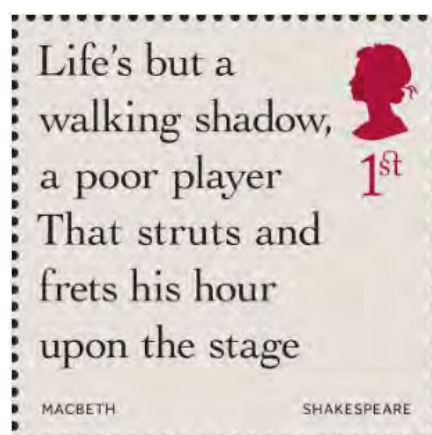 Life's but a
walking shadow,
a poor player
1st
That struts and
frets his hour
upon the stage
MACBETH
SHAKESPEARE